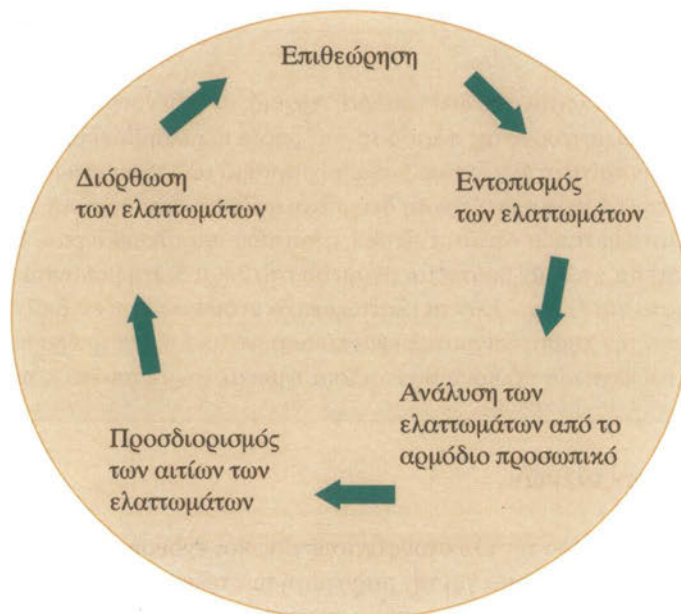 Επιθεώρηση
Εντοπισμός
των ελαττωμάτων
Ανάλυση των
ελαττωμάτων από το
αρμόδιο προσωπικό
Προσδιορισμός
των αιτίων των
ελαττωμάτων
Διόρθωση
των ελαττωμάτων